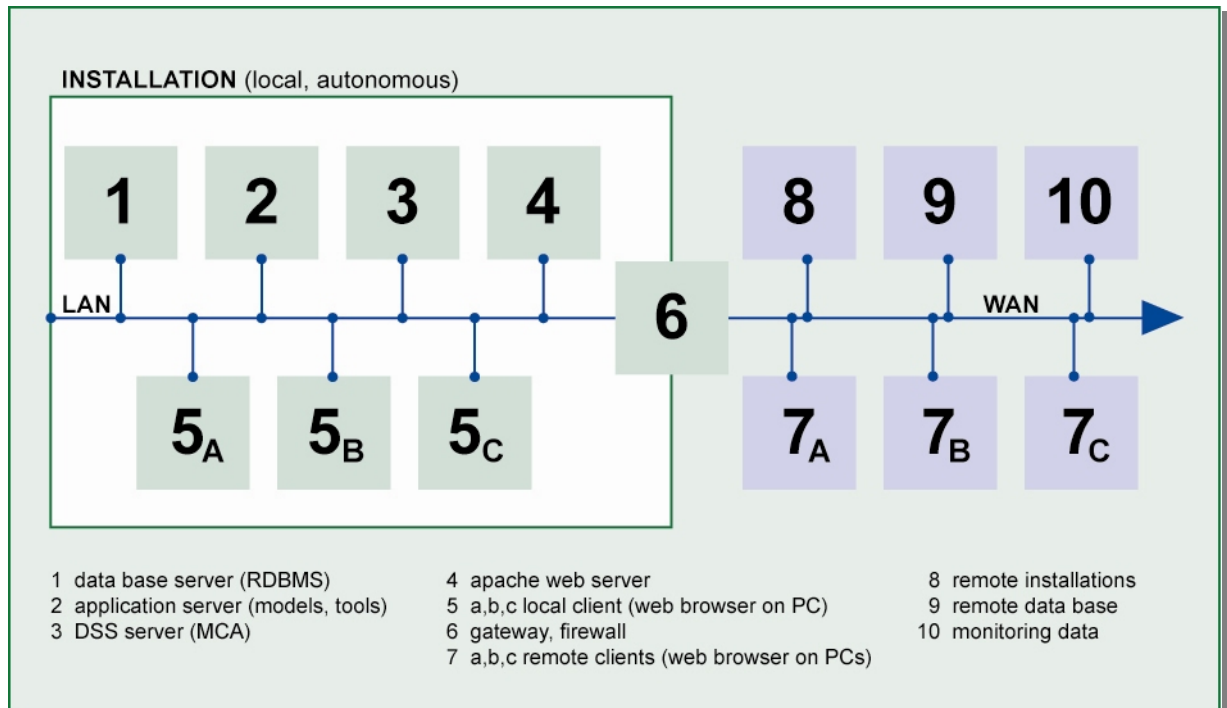 INSTALLATION (local, autonomous)
1 2 3 4 8 9 10
LAN
WAN
6
5A 5B 5C 7A 7B 7C
1 data base server (RDBMS)
2 application server (models, tools)
3 DSS server (MCA)
4 apache web server
5 a,b,c local client (web browser on PC)
6 gateway, firewall
7 a,b,c remote clients (web browser on PCs)
8 remote installations
9 remote data base
10 monitoring data